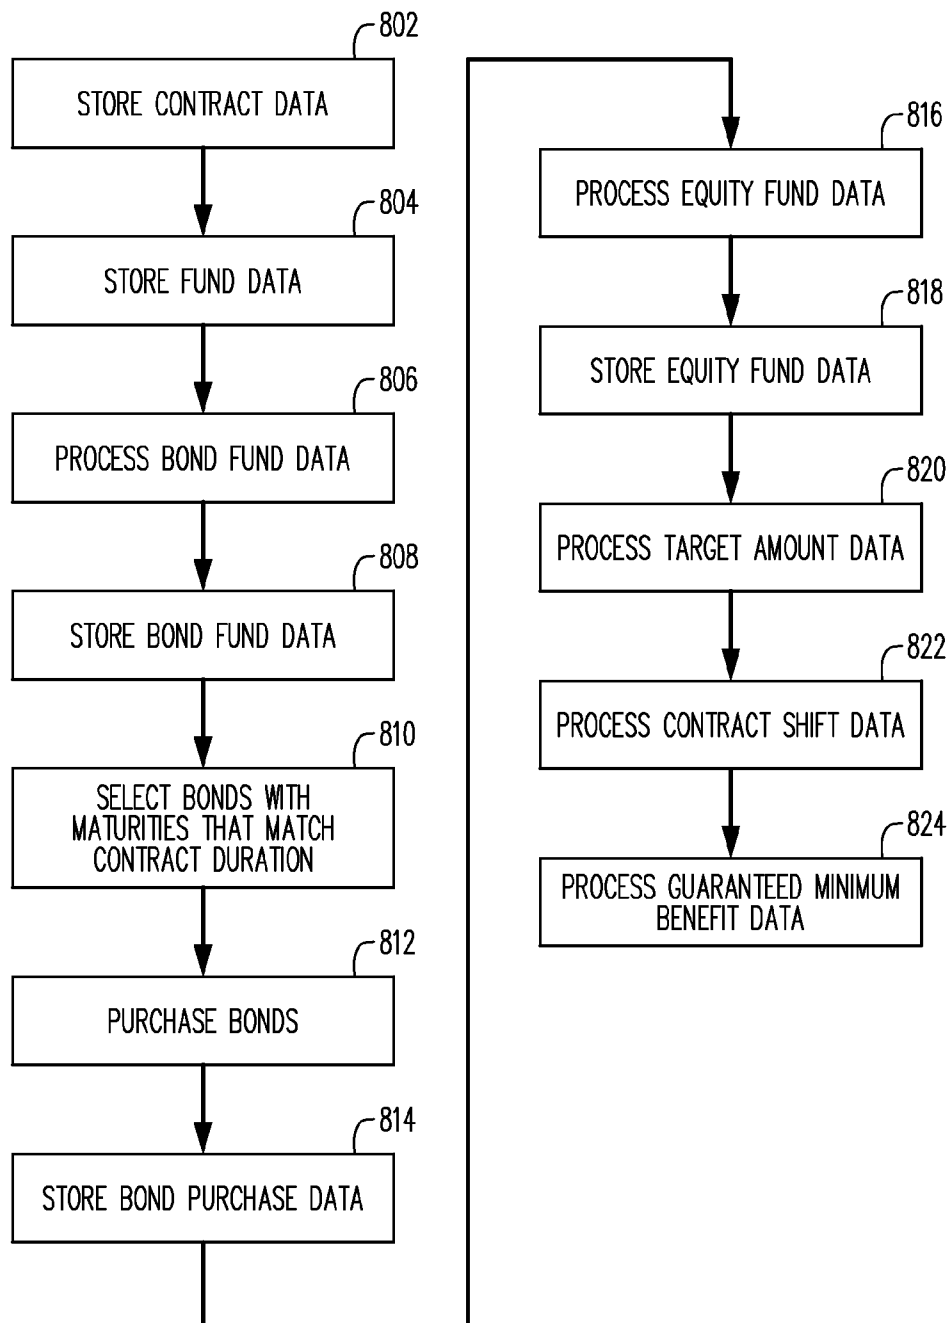 802
STORE CONTRACT DATA
804
STORE FUND DATA
806
PROCESS BOND FUND DATA
808
STORE BOND FUND DATA
810
SELECT BONDS WITH
MATURITIES THAT MATCH
CONTRACT DURATION
812
PURCHASE BONDS
814
STORE BOND PURCHASE DATA
816
PROCESS EQUITY FUND DATA
818
STORE EQUITY FUND DATA
820
PROCESS TARGET AMOUNT DATA
822
PROCESS CONTRACT SHIFT DATA
824
PROCESS GUARANTEED MINIMUM
BENEFIT DATA